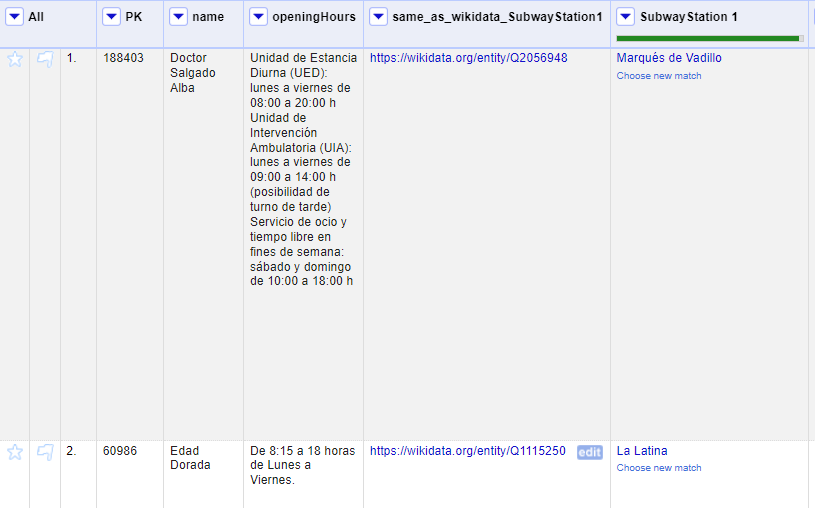 All PK name openingHours same_as_wikidata_SubwayStation1 SubwayStation 1
1. 188403 Doctor Salgado Alba
Unidad de Estancia
Diurna (UED):
lunes a viernes de
08:00 a 20:00 h
Unidad de
Intervención
Ambulatoria (UIA):
lunes a viernes de
09:00 a 14:00 h
(posibilidad de
turno de tarde)
Servicio de ocio y
tiempo libre en
fines de semana:
sábado y domingo
de 10:00 a 18:00 h
https://wikidata.org/entity/Q2056948
Marqués de Vadillo
Choose new match
2. 60986 Edad Dorada
De 8:15 a 18 horas
de Lunes a
Viernes.
https://wikidata.org/entity/Q1115250 edit
La Latina
Choose new match